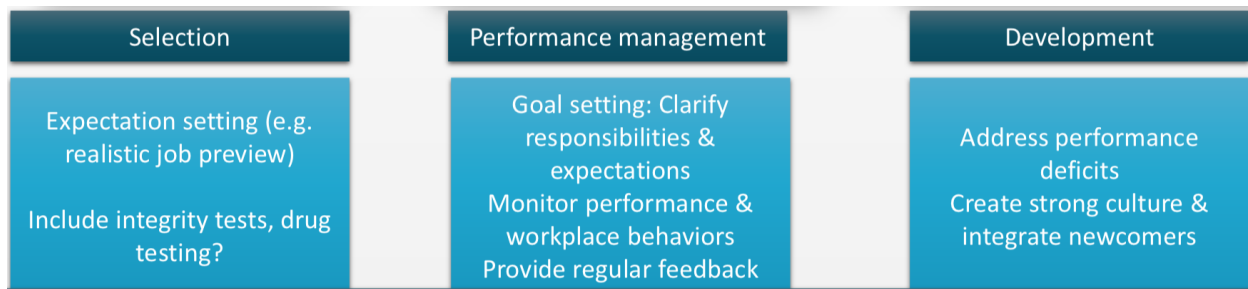 Selection
Expectation setting (e.g.
realistic job preview)
Include integrity tests, drug
testing?
Performance management
Goal setting: Clarify
responsibilities &
expectations
Monitor performance &
workplace behaviors
Provide regular feedback
Development
Address performance
deficits
Create strong culture &
integrate newcomers